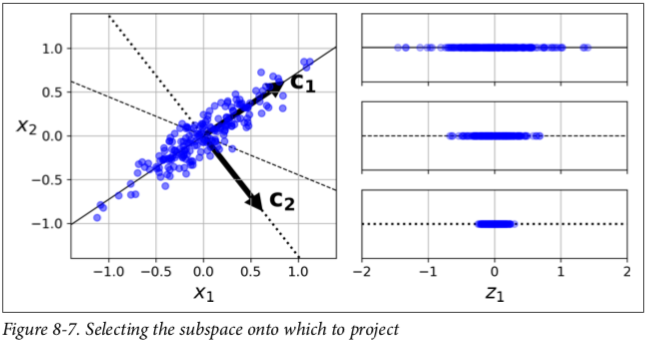 1.0
0.5
0.0
−0.5
−1.0
x₂
c₁
c₂
−1.0 −0.5 0.0 0.5 1.0
x₁
−2 −1 0 1 2
z₁
Figure 8-7. Selecting the subspace onto which to project